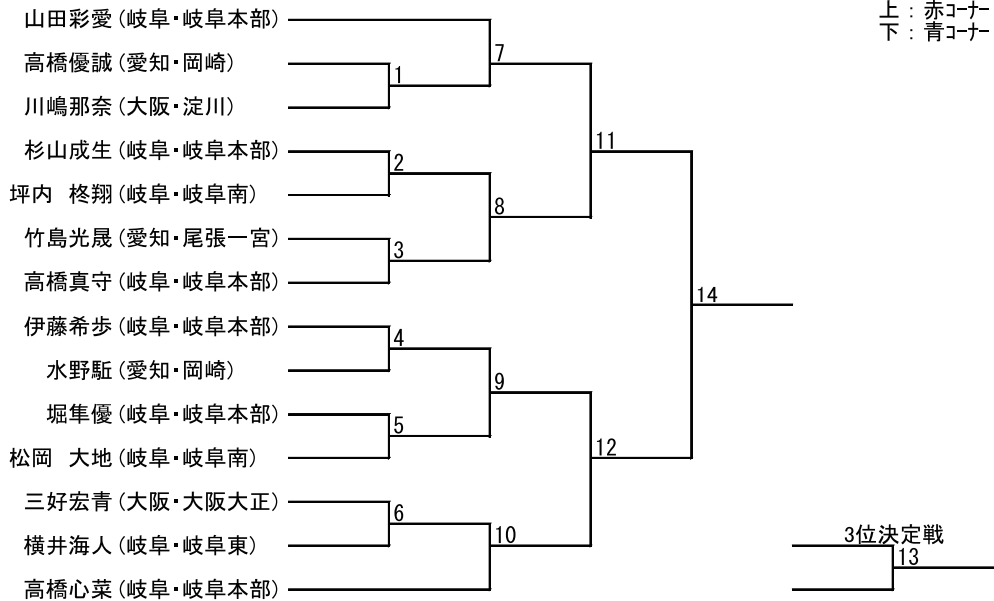 上：赤ｺｰﾅｰ
下：青ｺｰﾅｰ
山田彩愛（岐阜・岐阜本部）
7
高橋優誠（愛知・岡崎）
1
川嶋那奈（大阪・淀川）
11
杉山成生（岐阜・岐阜本部）
2
坪内　柊翔（岐阜・岐阜南）
8
竹島光晟（愛知・尾張一宮）
3
高橋真守（岐阜・岐阜本部）
14
伊藤希歩（岐阜・岐阜本部）
4
水野駈（愛知・岡崎）
9
堀隼優（岐阜・岐阜本部）
5
12
松岡　大地（岐阜・岐阜南）
三好宏青（大阪・大阪大正）
6
10
横井海人（岐阜・岐阜東）
3位決定戦
13
高橋心菜（岐阜・岐阜本部）